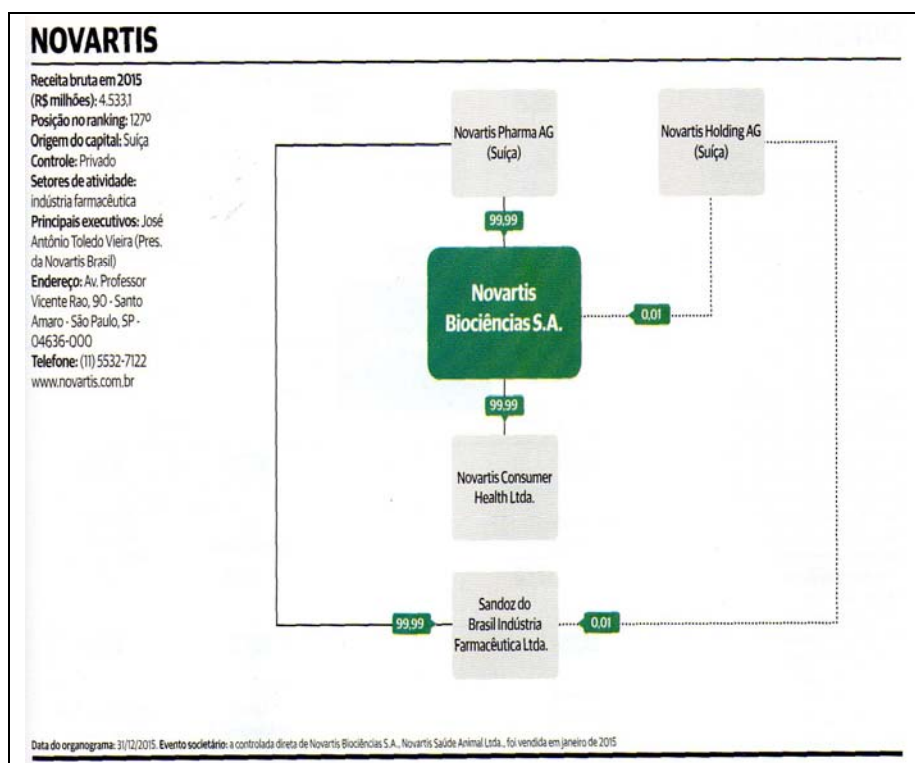 NOVARTIS
Receita bruta em 2015
(R$ milhões): 4.533,1
Posição no ranking: 127º
Origem do capital: Suíça
Controle: Privado
Setores de atividade:
indústria farmacêutica
Principais executivos: José
Antônio Toledo Vieira (Pres.
da Novartis Brasil)
Endereço: Av. Professor
Vicente Rao, 90 - Santo
Amaro - São Paulo, SP -
04636-000
Telefone: (11) 5532-7122
www.novartis.com.br
Novartis Pharma AG
(Suíça)
Novartis Holding AG
(Suíça)
99,99
Novartis
Biociências S.A.
0,01
99,99
Novartis Consumer
Health Ltda.
99,99
Sandoz do
Brasil Indústria
Farmacêutica Ltda.
0,01
Data do organograma: 31/12/2015. Evento societário: a controlada direta de Novartis Biociências S.A., Novartis Saúde Animal Ltda., foi vendida em janeiro de 2015